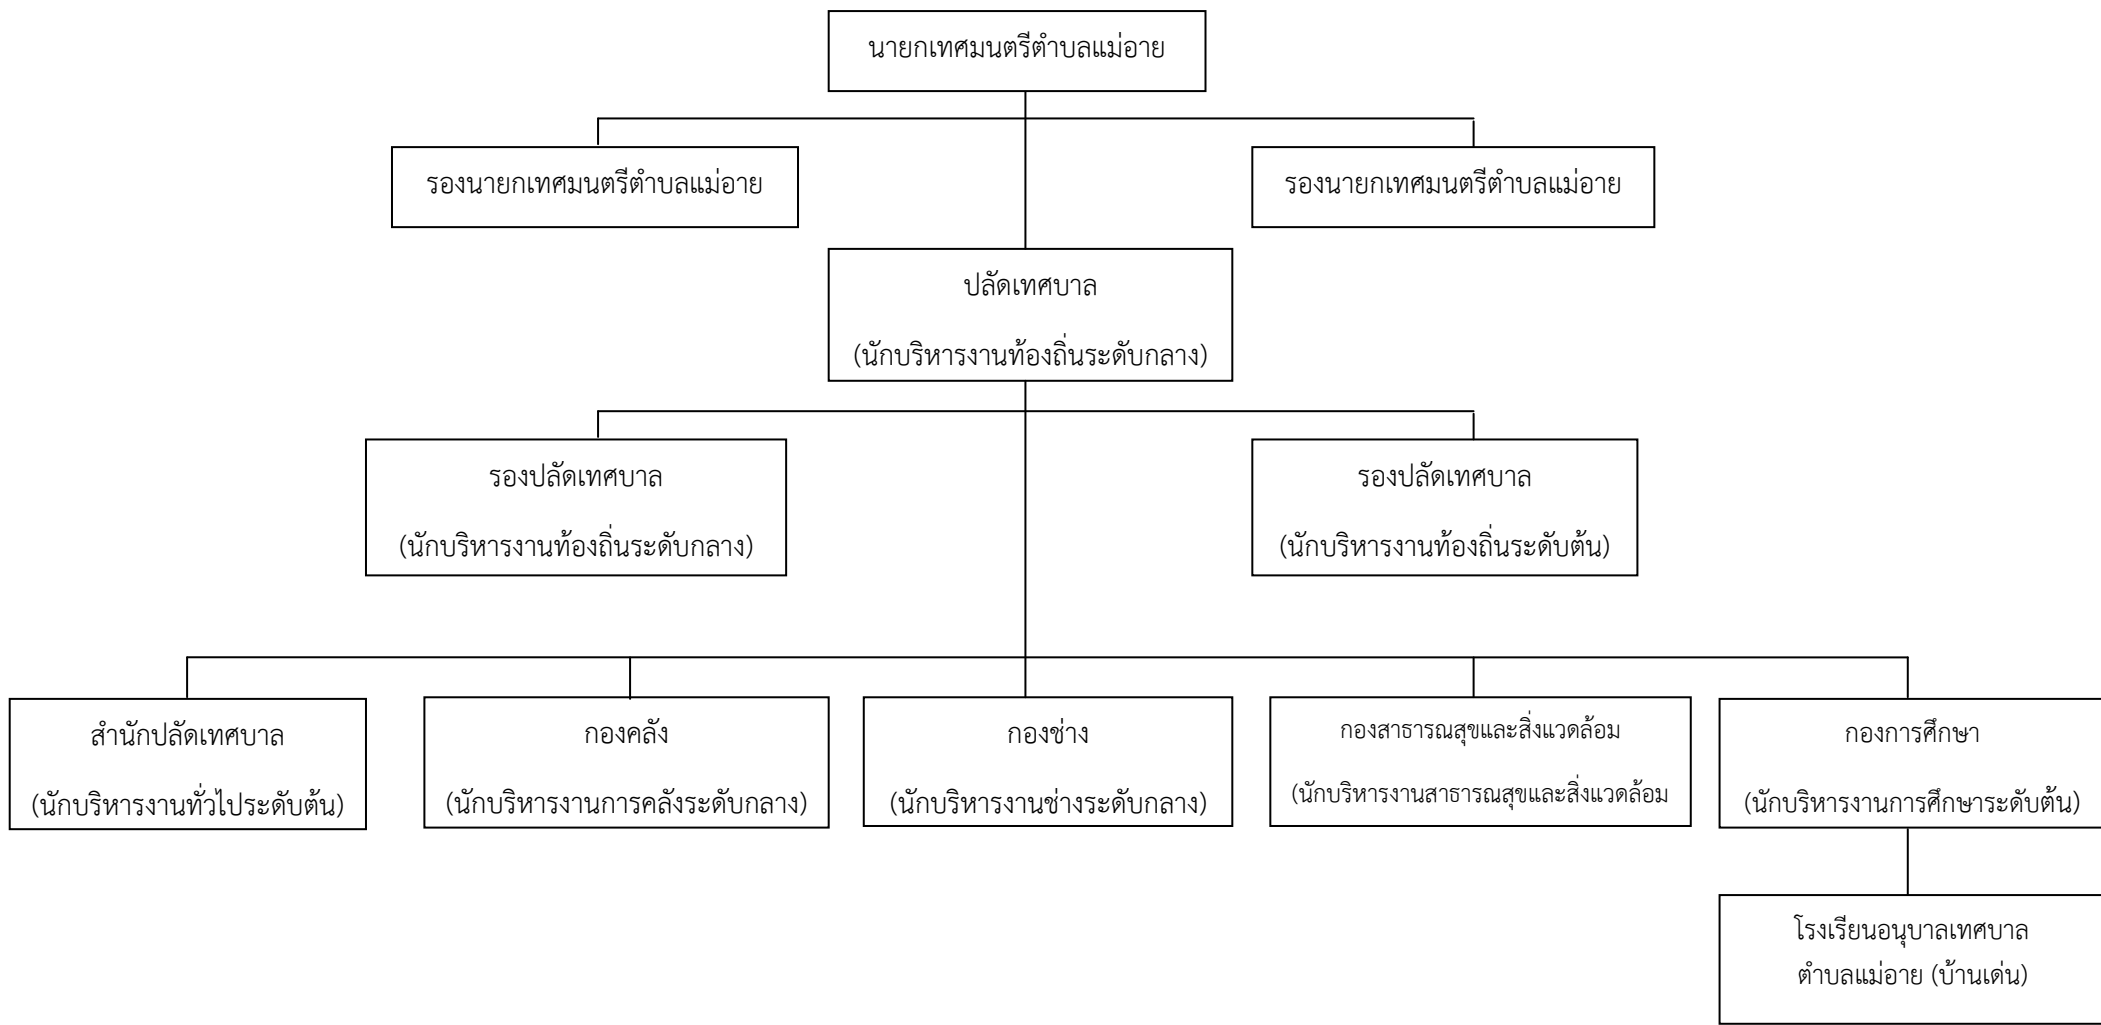 นายกเทศมนตรีตำบลแม่อาย
รองนายกเทศมนตรีตำบลแม่อาย
รองนายกเทศมนตรีตำบลแม่อาย
ปลัดเทศบาล
(นักบริหารงานท้องถิ่นระดับกลาง)
รองปลัดเทศบาล
(นักบริหารงานท้องถิ่นระดับกลาง)
รองปลัดเทศบาล
(นักบริหารงานท้องถิ่นระดับต้น)
สำนักปลัดเทศบาล
(นักบริหารงานทั่วไประดับต้น)
กองคลัง
(นักบริหารงานการคลังระดับกลาง)
กองช่าง
(นักบริหารงานช่างระดับกลาง)
กองสาธารณสุขและสิ่งแวดล้อม
(นักบริหารงานสาธารณสุขและสิ่งแวดล้อม
กองการศึกษา
(นักบริหารงานการศึกษาระดับต้น)
โรงเรียนอนุบาลเทศบาล
ตำบลแม่อาย (บ้านเด่น)